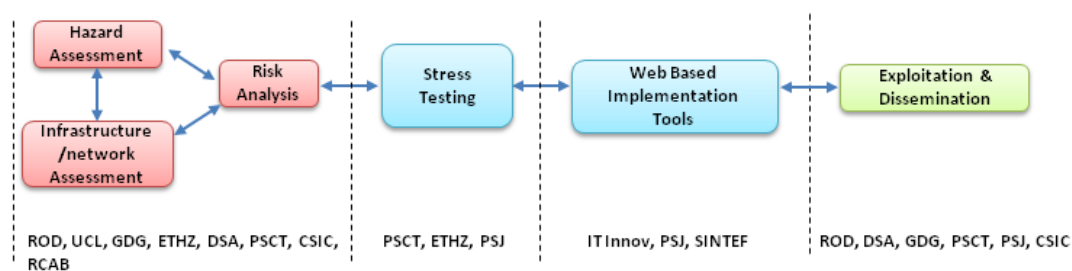 Hazard
Assessment
Risk
Analysis
Infrastructure
/network
Assessment
Stress
Testing
Web Based
Implementation
Tools
Exploitation &
Dissemination
ROD, UCL, GDG, ETHZ, DSA, PSCT, CSIC,
RCAB
PSCT, ETHZ, PSJ
IT Innov, PSJ, SINTEF
ROD, DSA, GDG, PSCT, PSJ, CSIC